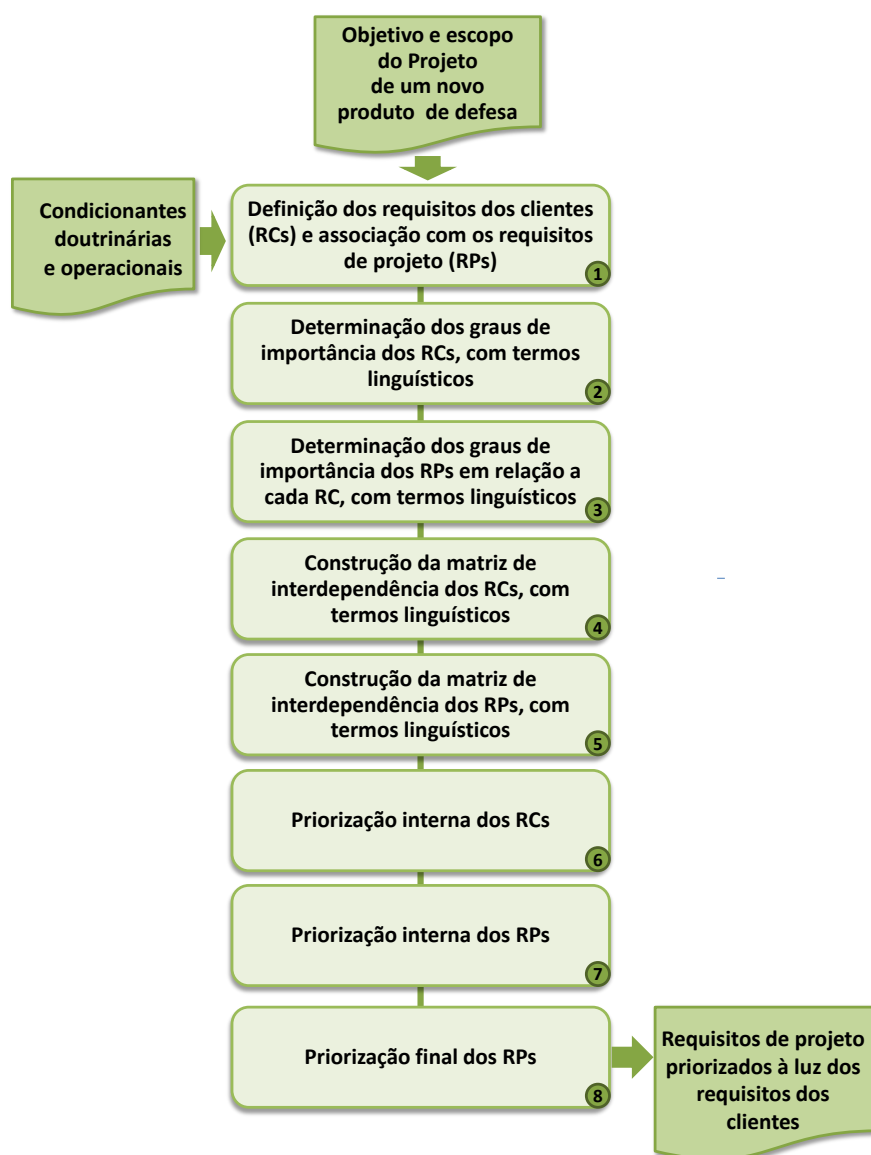 Objetivo e escopo
do Projeto
de um novo
produto de defesa
Condicionantes
doutrinárias
e operacionais
Definição dos requisitos dos clientes
(RCs) e associação com os requisitos
de projeto (RPs)
1
Determinação dos graus de
importância dos RCs, com termos
linguísticos
2
Determinação dos graus de
importância dos RPs em relação a
cada RC, com termos linguísticos
3
Construção da matriz de
interdependência dos RCs, com
termos linguísticos
4
Construção da matriz de
interdependência dos RPs, com
termos linguísticos
5
Priorização interna dos RCs
6
Priorização interna dos RPs
7
Priorização final dos RPs
8
Requisitos de projeto
priorizados à luz dos
requisitos dos
clientes